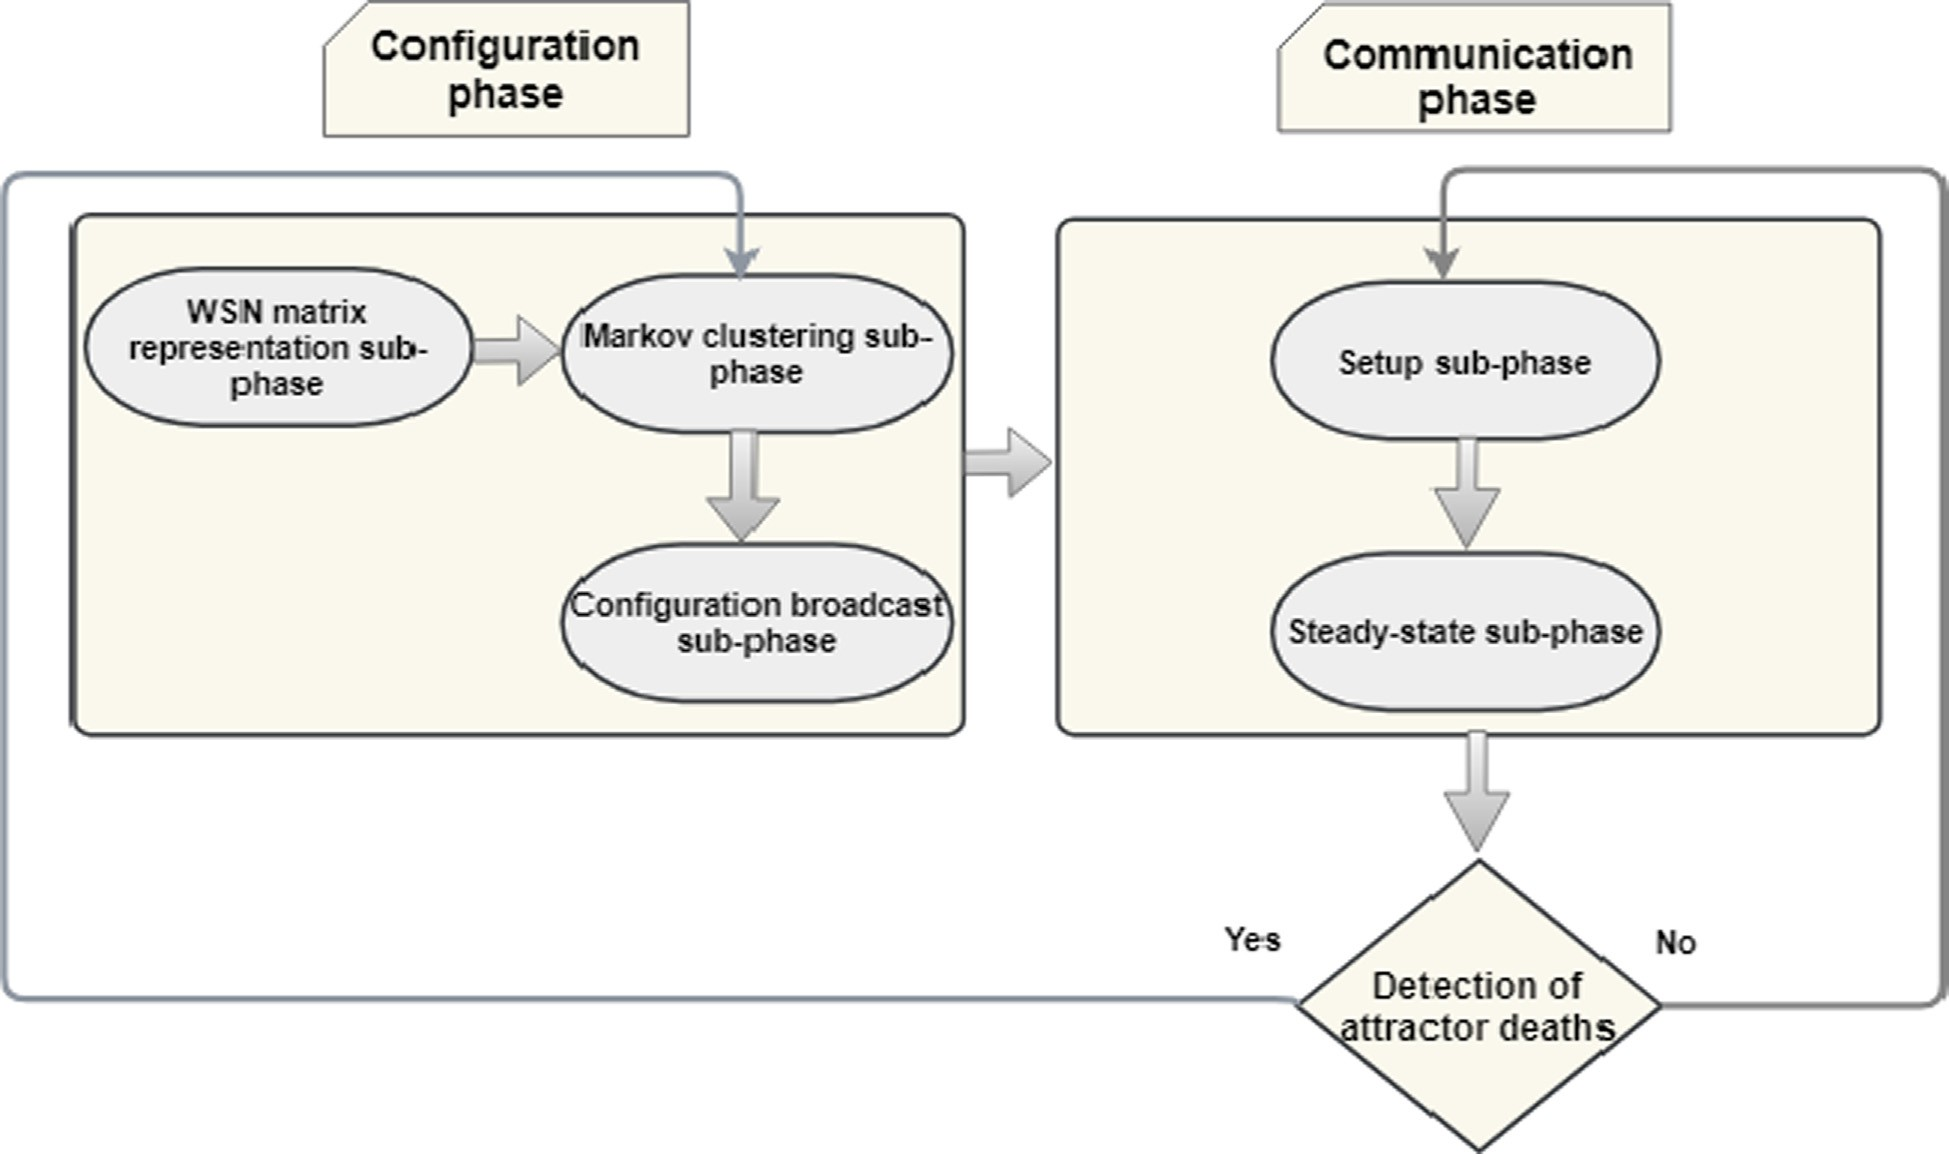 Configuration
phase
Communication
phase
WSN matrix
representation sub-
phase
Markov clustering sub-
phase
Setup sub-phase
Configuration broadcast
sub-phase
Steady-state sub-phase
Yes
No
Detection of
attractor deaths